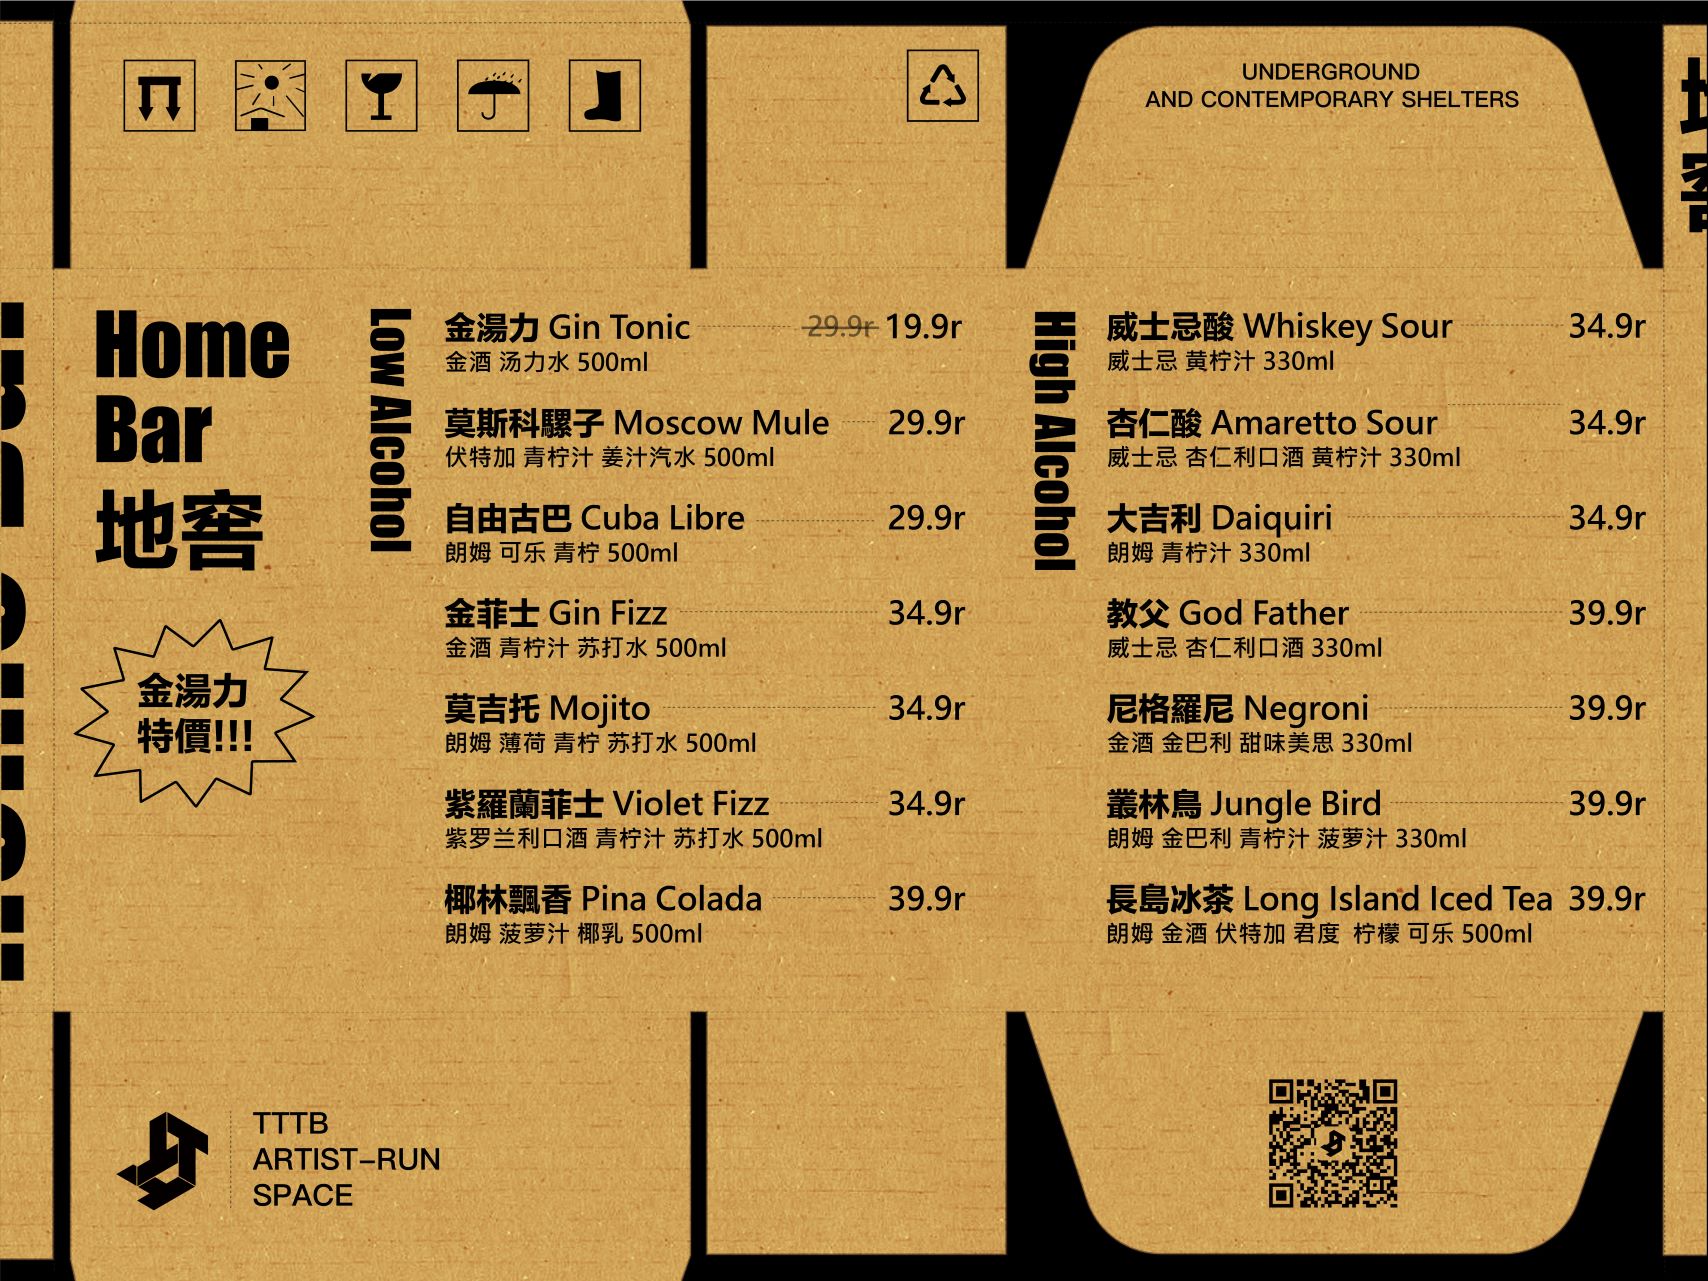 UNDERGROUND
AND CONTEMPORARY SHELTERS
地
窖
Home
Bar
地窖
金湯力
特價!!!
Low Alcohol
金湯力 Gin Tonic 29.9r 19.9r
金酒 汤力水 500ml
莫斯科騾子 Moscow Mule 29.9r
伏特加 青柠汁 姜汁汽水 500ml
自由古巴 Cuba Libre 29.9r
朗姆 可乐 青柠 500ml
金菲士 Gin Fizz 34.9r
金酒 青柠汁 苏打水 500ml
莫吉托 Mojito 34.9r
朗姆 薄荷 青柠 苏打水 500ml
紫羅蘭菲士 Violet Fizz 34.9r
紫罗兰利口酒 青柠汁 苏打水 500ml
椰林飄香 Pina Colada 39.9r
朗姆 菠萝汁 椰乳 500ml
High Alcohol
威士忌酸 Whiskey Sour 34.9r
威士忌 黄柠汁 330ml
杏仁酸 Amaretto Sour 34.9r
威士忌 杏仁利口酒 黄柠汁 330ml
大吉利 Daiquiri 34.9r
朗姆 青柠汁 330ml
教父 God Father 39.9r
威士忌 杏仁利口酒 330ml
尼格羅尼 Negroni 39.9r
金酒 金巴利 甜味美思 330ml
叢林鳥 Jungle Bird 39.9r
朗姆 金巴利 青柠汁 菠萝汁 330ml
長島冰茶 Long Island Iced Tea 39.9r
朗姆 金酒 伏特加 君度 柠檬 可乐 500ml
TTTB
ARTIST–RUN
SPACE